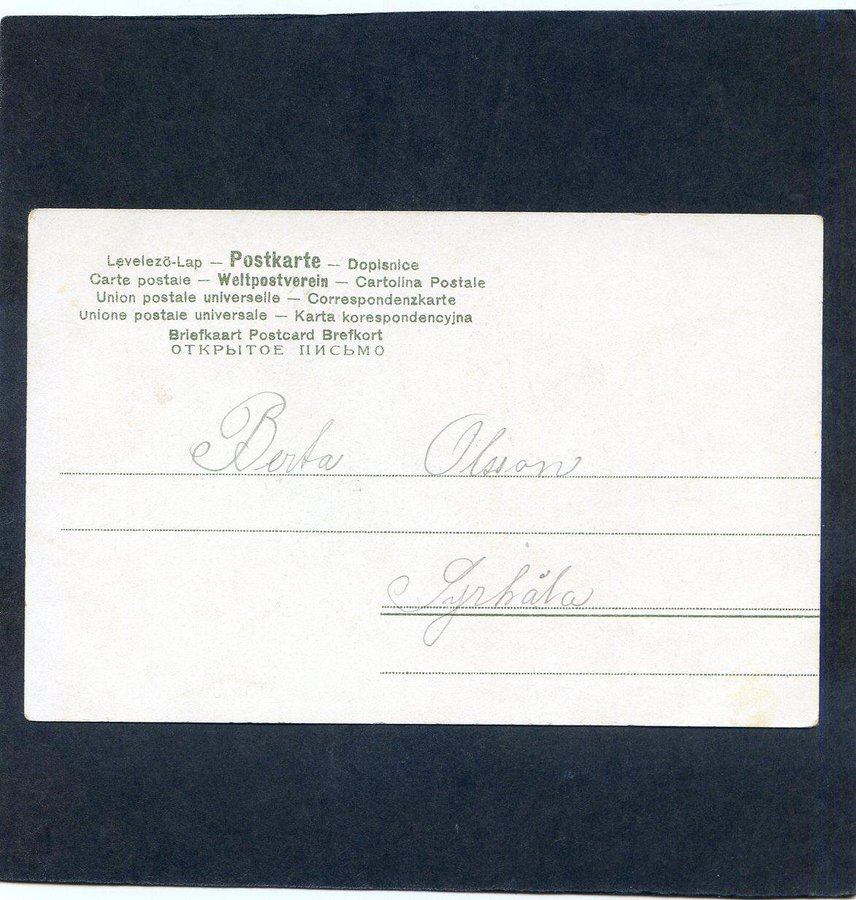 Levelező-Lap — Postkarte — Dopisnice
Carte postale — Weltpostverein — Cartolina Postale
Union postale universelle — Correspondenzkarte
Unione postale universale — Karta korespondencyjna
Briefkaart Postcard Brefkort
ОТКРЫТОЕ ПИСЬМО
Berta Olsson
Syrhåla